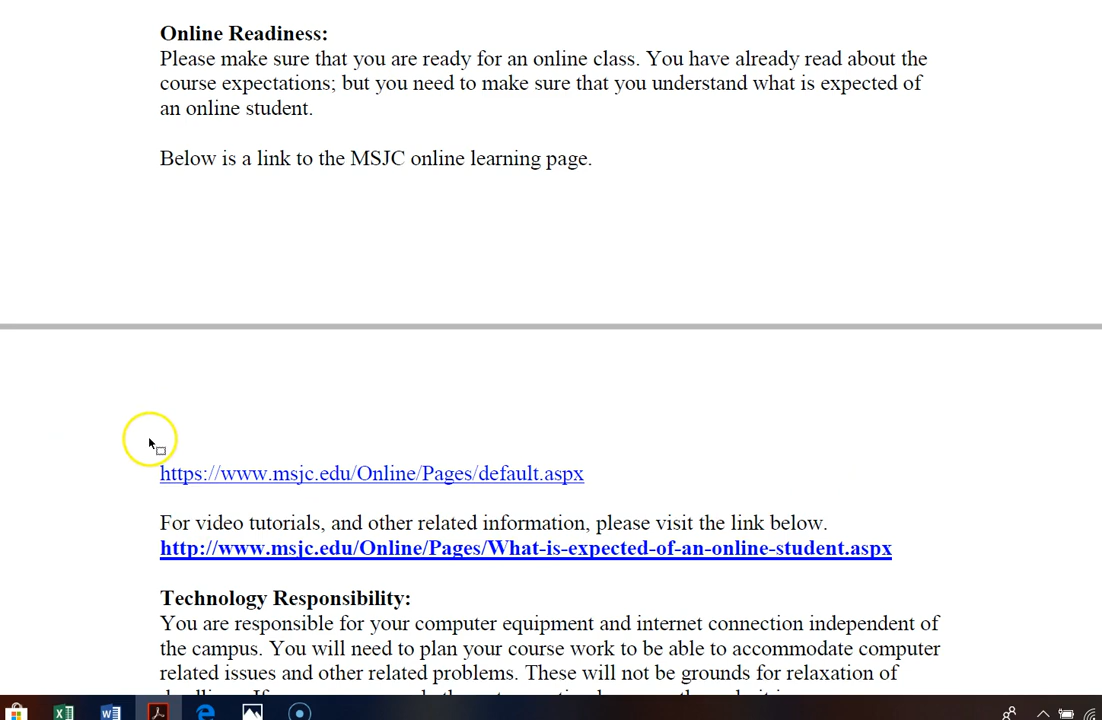 Online Readiness:
Please make sure that you are ready for an online class. You have already read about the
course expectations; but you need to make sure that you understand what is expected of
an online student.
Below is a link to the MSJC online learning page.
https://www.msjc.edu/Online/Pages/default.aspx
For video tutorials, and other related information, please visit the link below.
http://www.msjc.edu/Online/Pages/What-is-expected-of-an-online-student.aspx
Technology Responsibility:
You are responsible for your computer equipment and internet connection independent of
the campus. You will need to plan your course work to be able to accommodate computer
related issues and other related problems. These will not be grounds for relaxation of